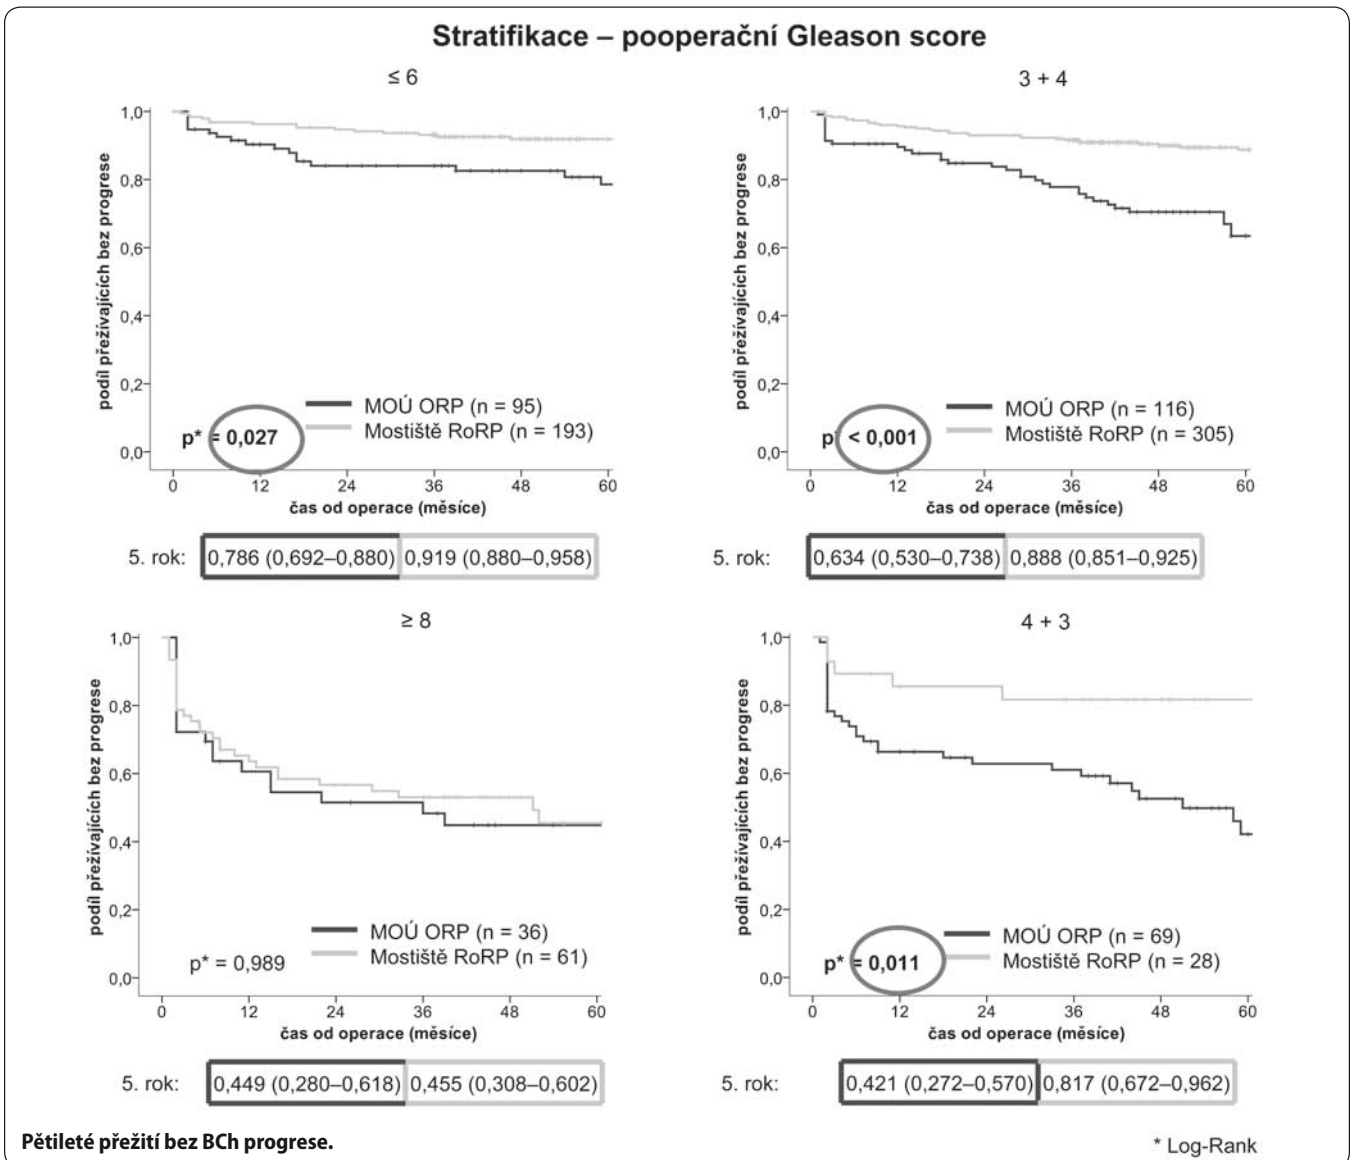 Stratifikace – pooperační Gleason score
≤ 6
podíl přežívajících bez progrese
1,0
0,8
0,6
0,4
0,2
0,0
MOÚ ORP (n = 95)
Mostiště RoRP (n = 193)
p* = 0,027
0 12 24 36 48 60
čas od operace (měsíce)
5. rok: 0,786 (0,692–0,880) 0,919 (0,880–0,958)
3 + 4
podíl přežívajících bez progrese
1,0
0,8
0,6
0,4
0,2
0,0
MOÚ ORP (n = 116)
Mostiště RoRP (n = 305)
p* < 0,001
0 12 24 36 48 60
čas od operace (měsíce)
5. rok: 0,634 (0,530–0,738) 0,888 (0,851–0,925)
≥ 8
podíl přežívajících bez progrese
1,0
0,8
0,6
0,4
0,2
0,0
MOÚ ORP (n = 36)
Mostiště RoRP (n = 61)
p* = 0,989
0 12 24 36 48 60
čas od operace (měsíce)
5. rok: 0,449 (0,280–0,618) 0,455 (0,308–0,602)
4 + 3
podíl přežívajících bez progrese
1,0
0,8
0,6
0,4
0,2
0,0
MOÚ ORP (n = 69)
Mostiště RoRP (n = 28)
p* = 0,011
0 12 24 36 48 60
čas od operace (měsíce)
5. rok: 0,421 (0,272–0,570) 0,817 (0,672–0,962)
Pětileté přežití bez BCh progrese.
* Log-Rank